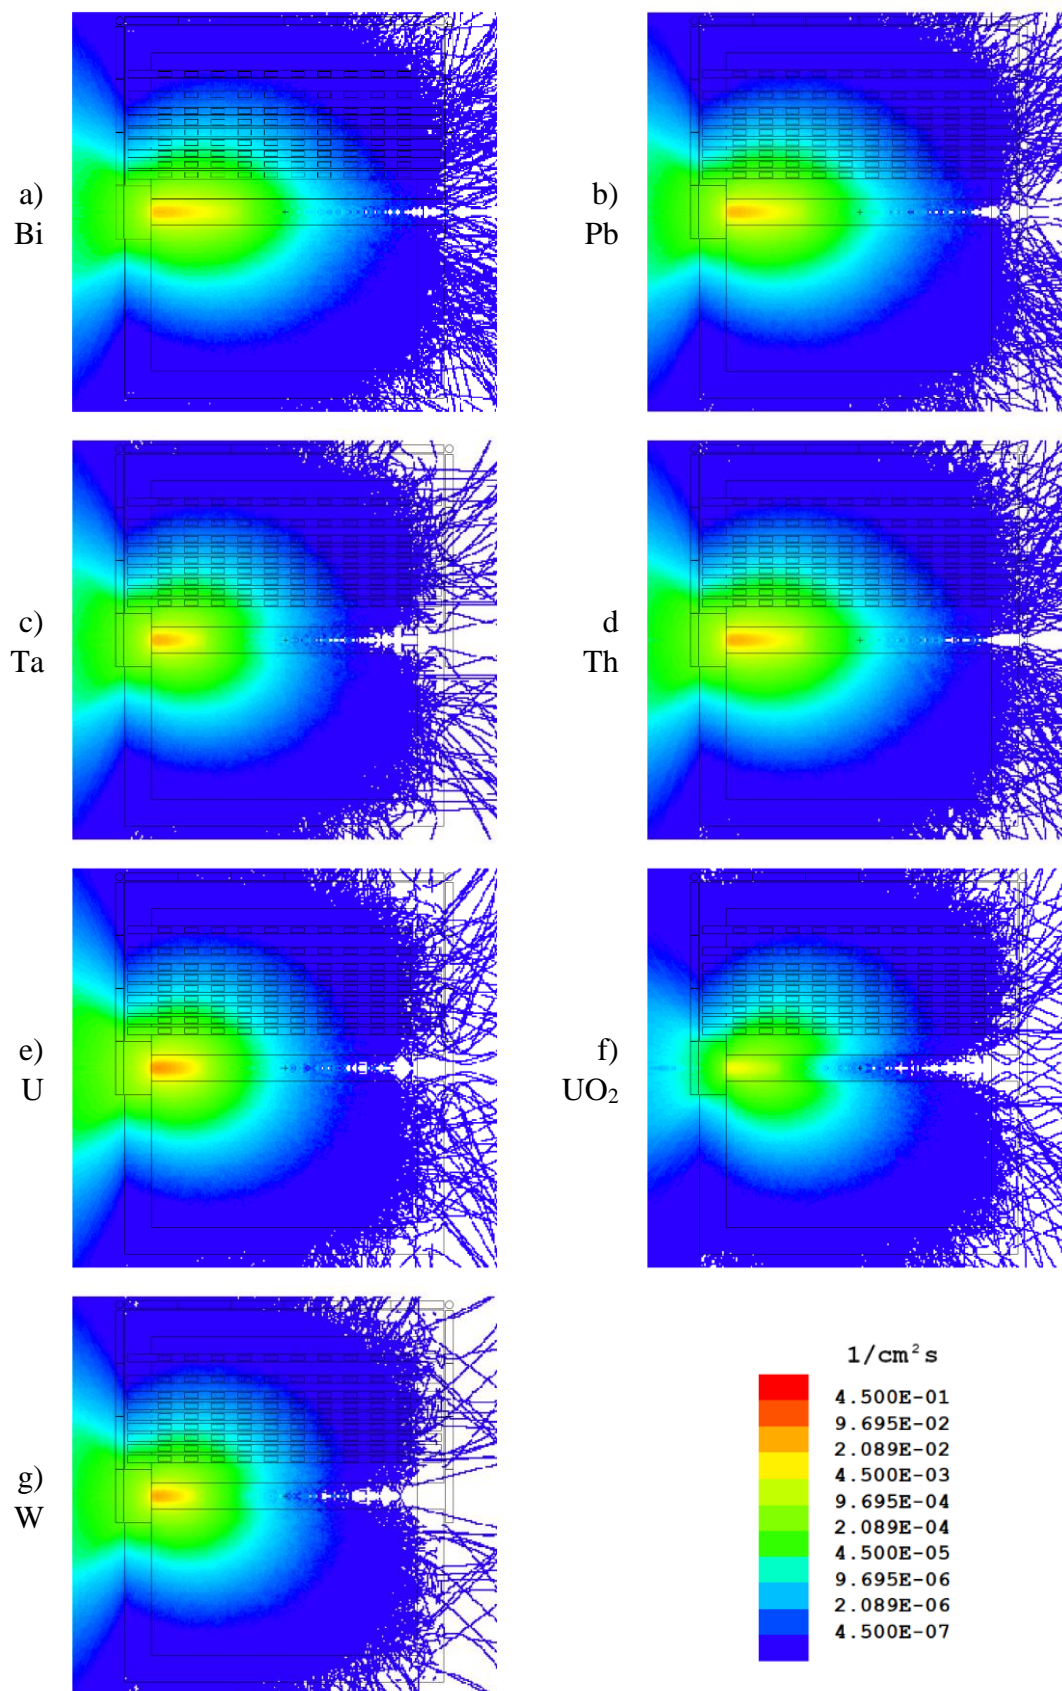 a)
Bi
b)
Pb
c)
Ta
d
Th
e)
U
f)
UO₂
g)
W
1/cm²s
4.500E-01
9.695E-02
2.089E-02
4.500E-03
9.695E-04
2.089E-04
4.500E-05
9.695E-06
2.089E-06
4.500E-07